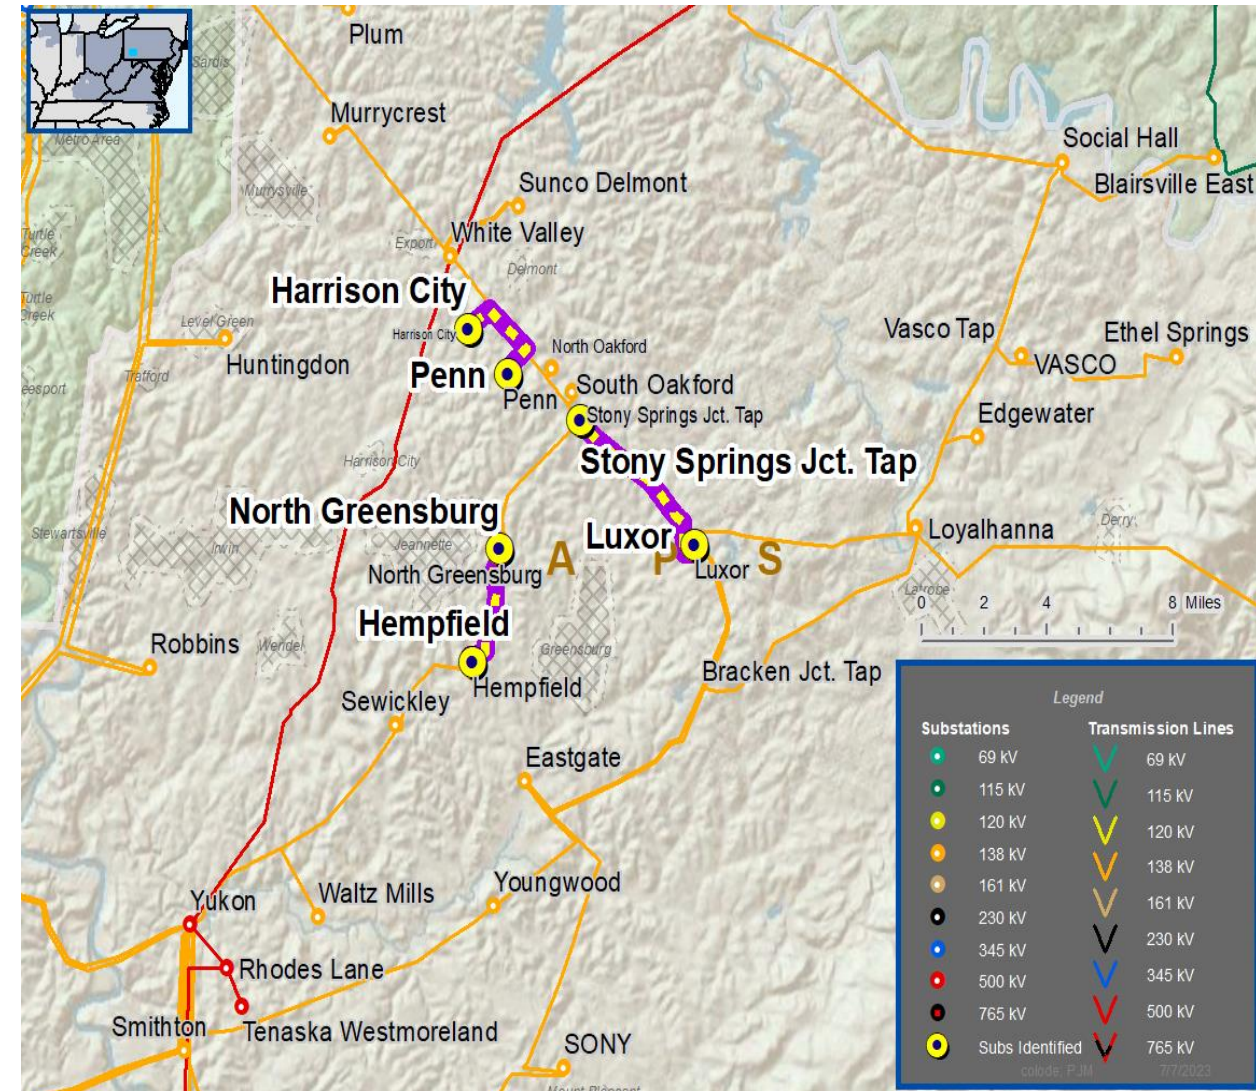 Plum
Sardis
Murrycrest
Metro Area
Social Hall
Murrysville
Sunco Delmont
Blairsville East
Turtle
Creek
White Valley
Export
Delmont
Harrison City
Turtle
Creek
Level Green
Harrison City
Vasco Tap
Ethel Springs
North Oakford
Huntingdon
VASCO
Trafford
Penn
South Oakford
eesport
Penn
Stony Springs Jct. Tap
Edgewater
Harrison City
Stony Springs Jct. Tap
North Greensburg
Stewartsville
Irwin
Jeannette
Luxor
Loyalhanna
Derry
North Greensburg
A P S
Luxor
Latrobe
0 2 4 8 Miles
Hempfield
Robbins
Wendel
Greensburg
Hempfield
Bracken Jct. Tap
Sewickley
Eastgate
Waltz Mills
Youngwood
Yukon
Rhodes Lane
Smithton
Tenaska Westmoreland
SONY
Mount Pleasant
Legend
Substations Transmission Lines
69 kV 69 kV
115 kV 115 kV
120 kV 120 kV
138 kV 138 kV
161 kV 161 kV
230 kV 230 kV
345 kV 345 kV
500 kV 500 kV
765 kV 765 kV
Subs Identified
colode; PJM 7/7/2023